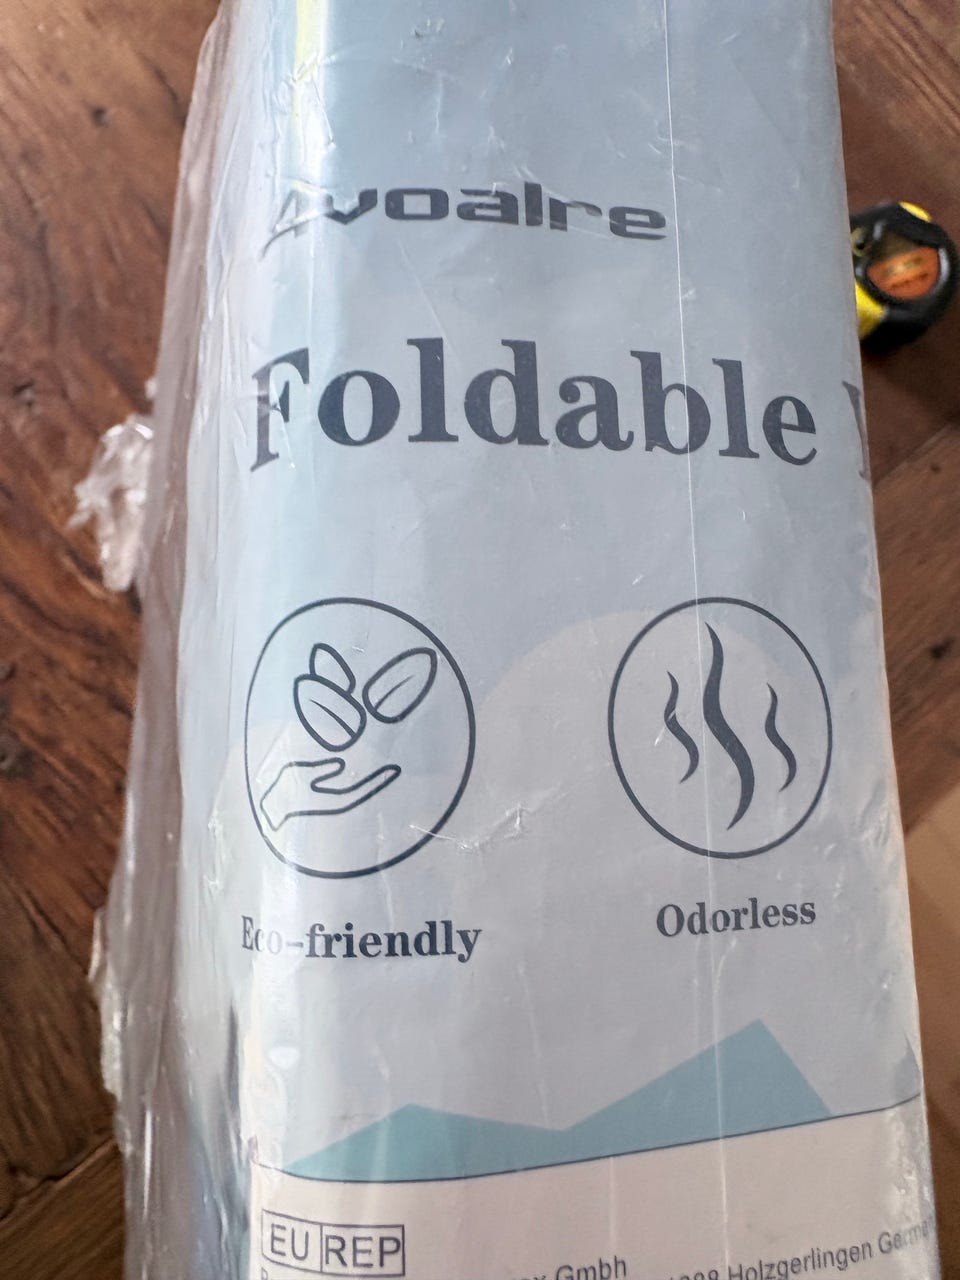 Avoalre
Foldable
Eco-friendly
Odorless
EU REP
Gmbh
Holzgerlingen